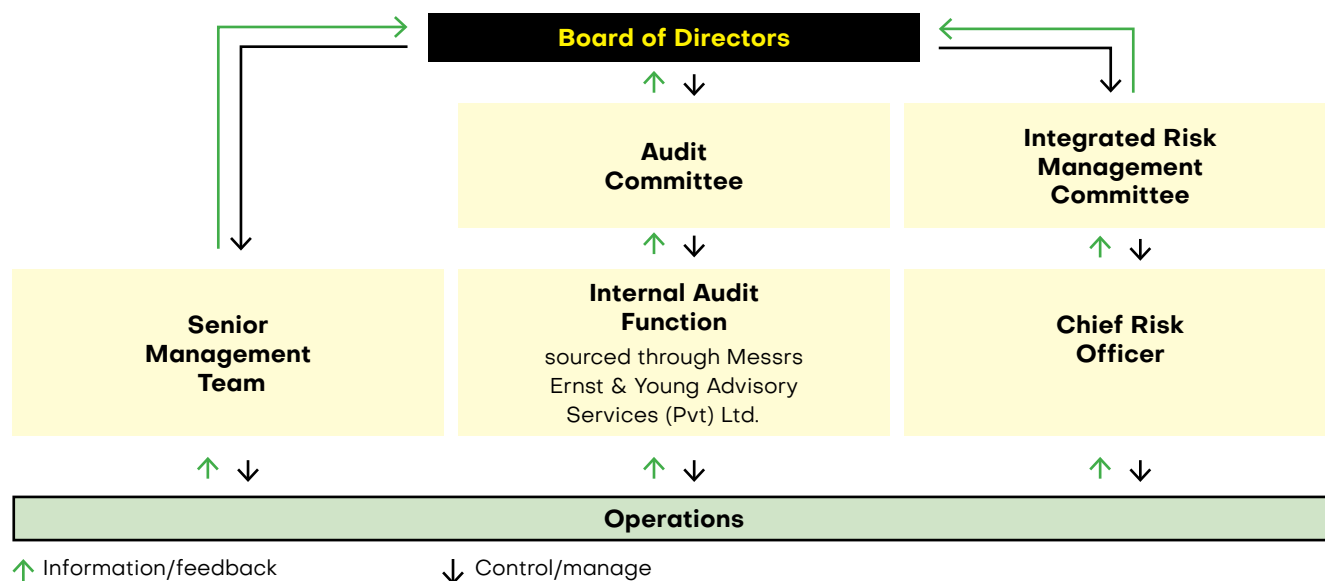 Board of Directors
Audit
Committee
Integrated Risk
Management
Committee
Senior
Management
Team
Internal Audit
Function
sourced through Messrs
Ernst & Young Advisory
Services (Pvt) Ltd.
Chief Risk
Officer
Operations
Information/feedback
Control/manage